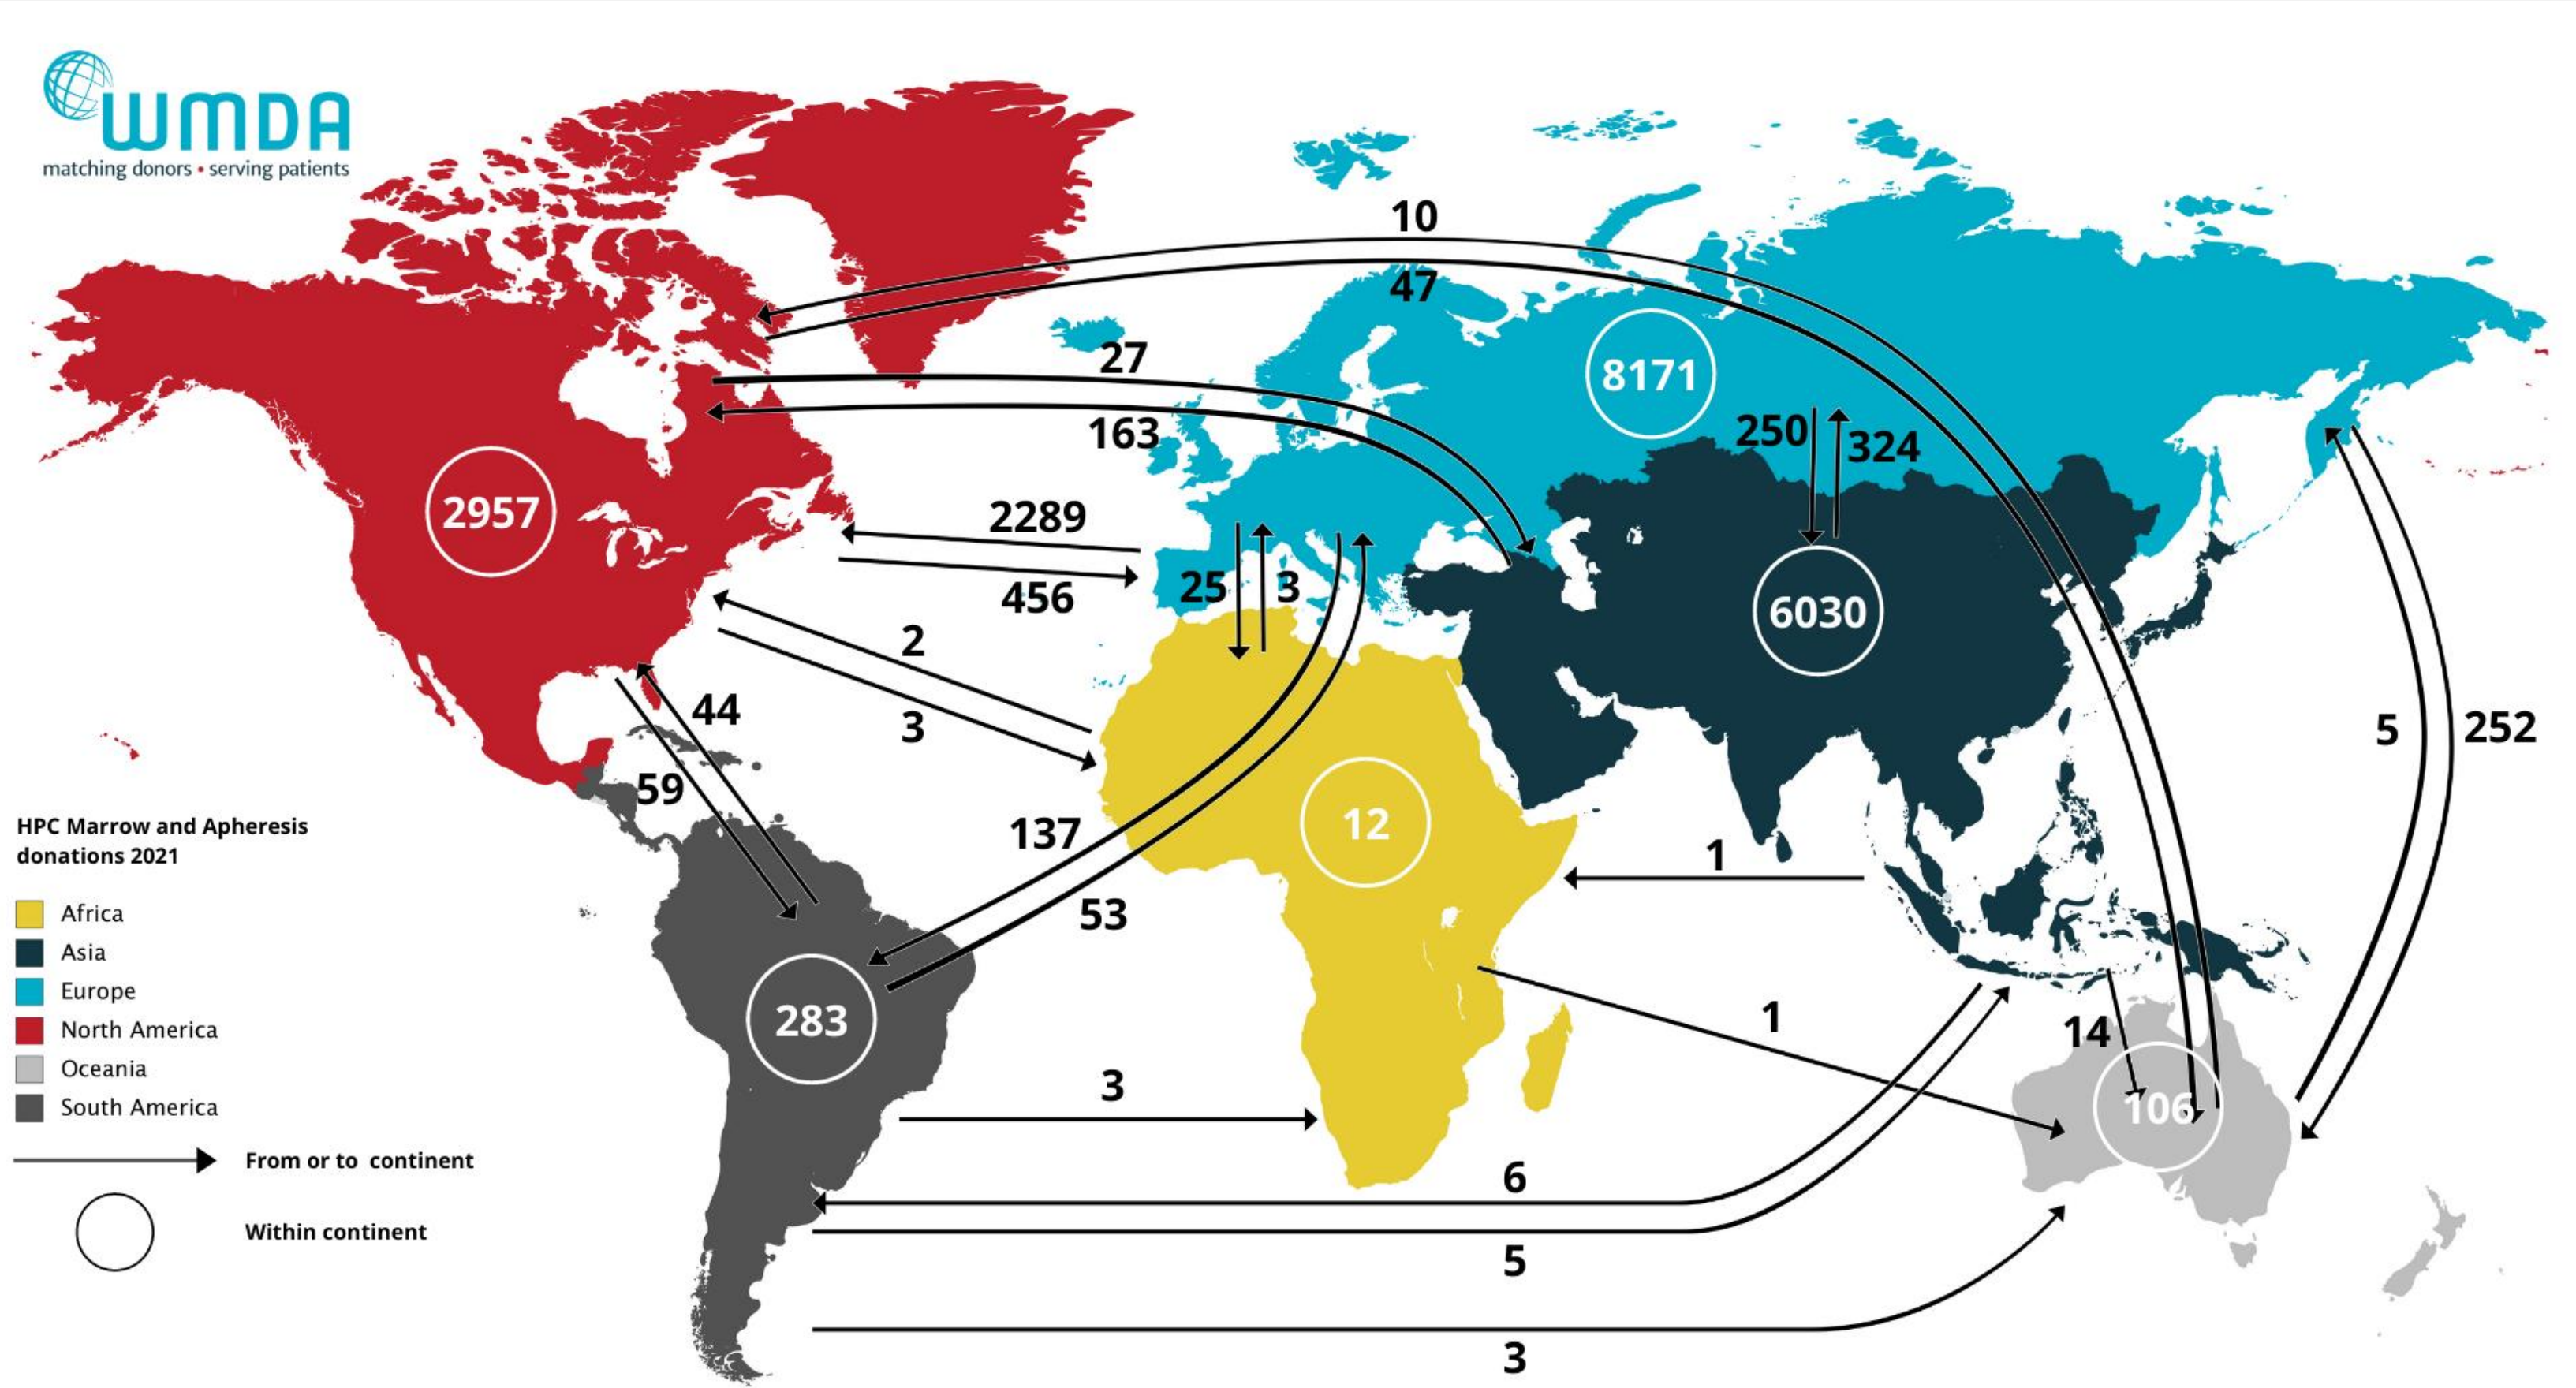 WMDA
matching donors • serving patients
10
47
27
163
8171
250
324
2957
2289
456
25
3
6030
2
3
44
59
5
252
137
12
1
53
283
1
14
106
3
6
5
3
HPC Marrow and Apheresis
donations 2021
Africa
Asia
Europe
North America
Oceania
South America
From or to continent
Within continent